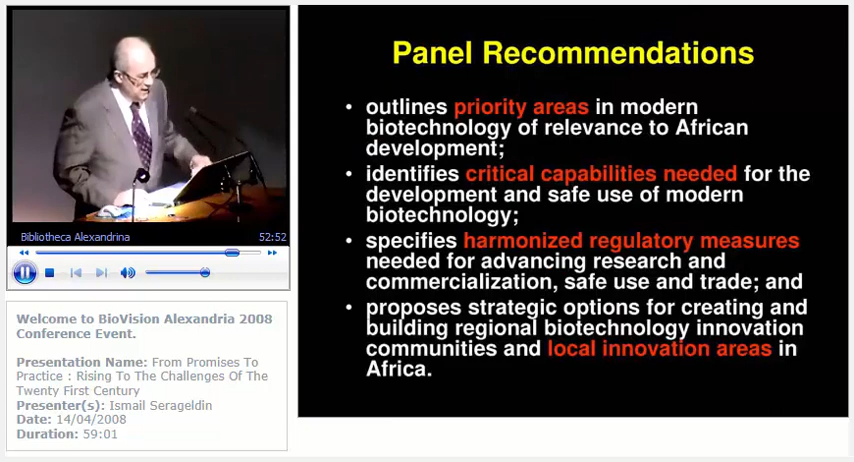 Panel Recommendations
• outlines priority areas in modern
biotechnology of relevance to African
development;
• identifies critical capabilities needed for the
development and safe use of modern
biotechnology;
• specifies harmonized regulatory measures
needed for advancing research and
commercialization, safe use and trade; and
• proposes strategic options for creating and
building regional biotechnology innovation
communities and local innovation areas in
Africa.
Bibliotheca Alexandrina 52:52
Welcome to BioVision Alexandria 2008
Conference Event.
Presentation Name: From Promises To
Practice : Rising To The Challenges Of The
Twenty First Century
Presenter(s): Ismail Serageldin
Date: 14/04/2008
Duration: 59:01